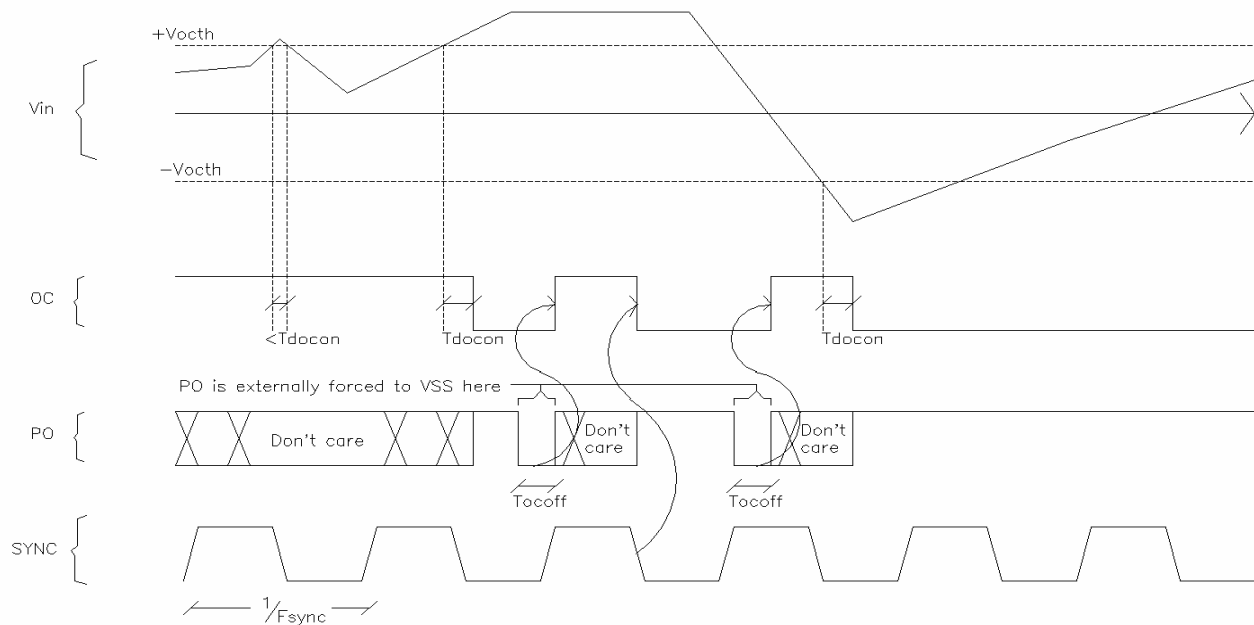 +Vocth
Vin
-Vocth
OC
<Tdocon
Tdocon
Tdocon
PO is externally forced to VSS here
PO
Don't care
Don't
care
Don't
care
Tocoff
Tocoff
SYNC
1/Fsync